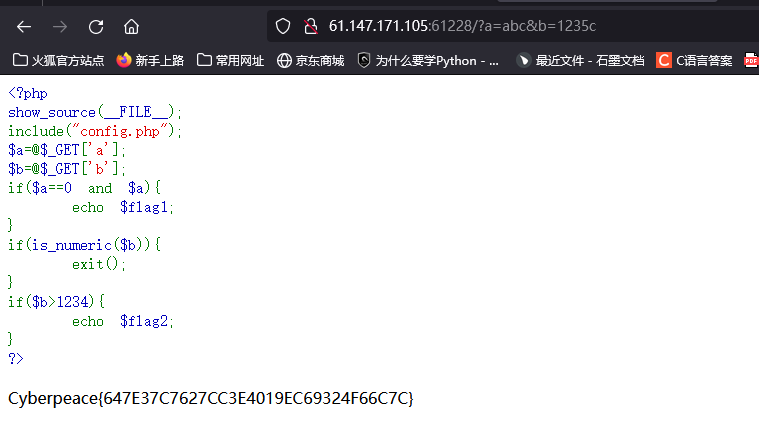 61.147.171.105:61228/?a=abc&b=1235c
火狐官方站点 新手上路 常用网址 京东商城 为什么要学Python - ... 最近文件 - 石墨文档 C语言答案
<?php
show_source(__FILE__);
include("config.php");
$a=@$_GET['a'];
$b=@$_GET['b'];
if($a==0 and $a){
echo $flag1;
}
if(is_numeric($b)){
exit();
}
if($b>1234){
echo $flag2;
}
?>
Cyberpeace{647E37C7627CC3E4019EC69324F66C7C}